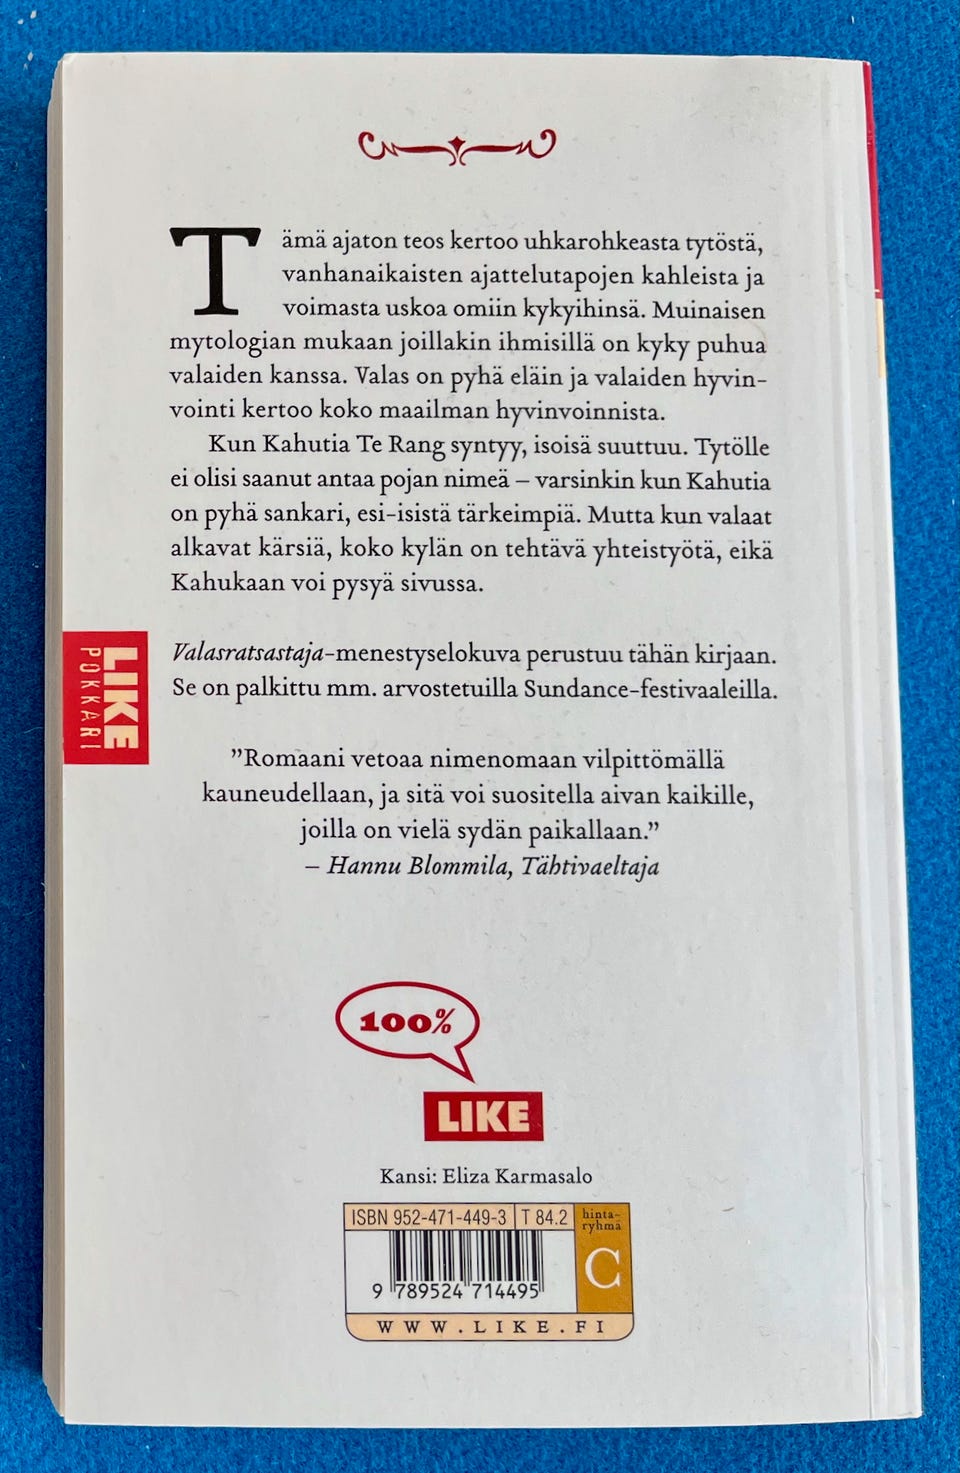 Tämä ajaton teos kertoo uhkarohkeasta tytöstä,
vanhanaikaisten ajattelutapojen kahleista ja
voimasta uskoa omiin kykyihinsä. Muinaisen
mytologian mukaan joillakin ihmisillä on kyky puhua
valaiden kanssa. Valas on pyhä eläin ja valaiden hyvin-
vointi kertoo koko maailman hyvinvoinnista.
Kun Kahutia Te Rang syntyy, isoisä suuttuu. Tytölle
ei olisi saanut antaa pojan nimeä – varsinkin kun Kahutia
on pyhä sankari, esi-isistä tärkeimpiä. Mutta kun valaat
alkavat kärsiä, koko kylän on tehtävä yhteistyötä, eikä
Kahukaan voi pysyä sivussa.
LIKE
POKKARI
Valasratsastaja-menestyselokuva perustuu tähän kirjaan.
Se on palkittu mm. arvostetuilla Sundance-festivaaleilla.
”Romaani vetoaa nimenomaan vilpittömällä
kauneudellaan, ja sitä voi suositella aivan kaikille,
joilla on vielä sydän paikallaan.”
– Hannu Blommila, Tähtivaeltaja
100%
LIKE
Kansi: Eliza Karmasalo
ISBN 952-471-449-3 T 84.2
hinta-
ryhmä
C
9 789524 714495
WWW.LIKE.FI